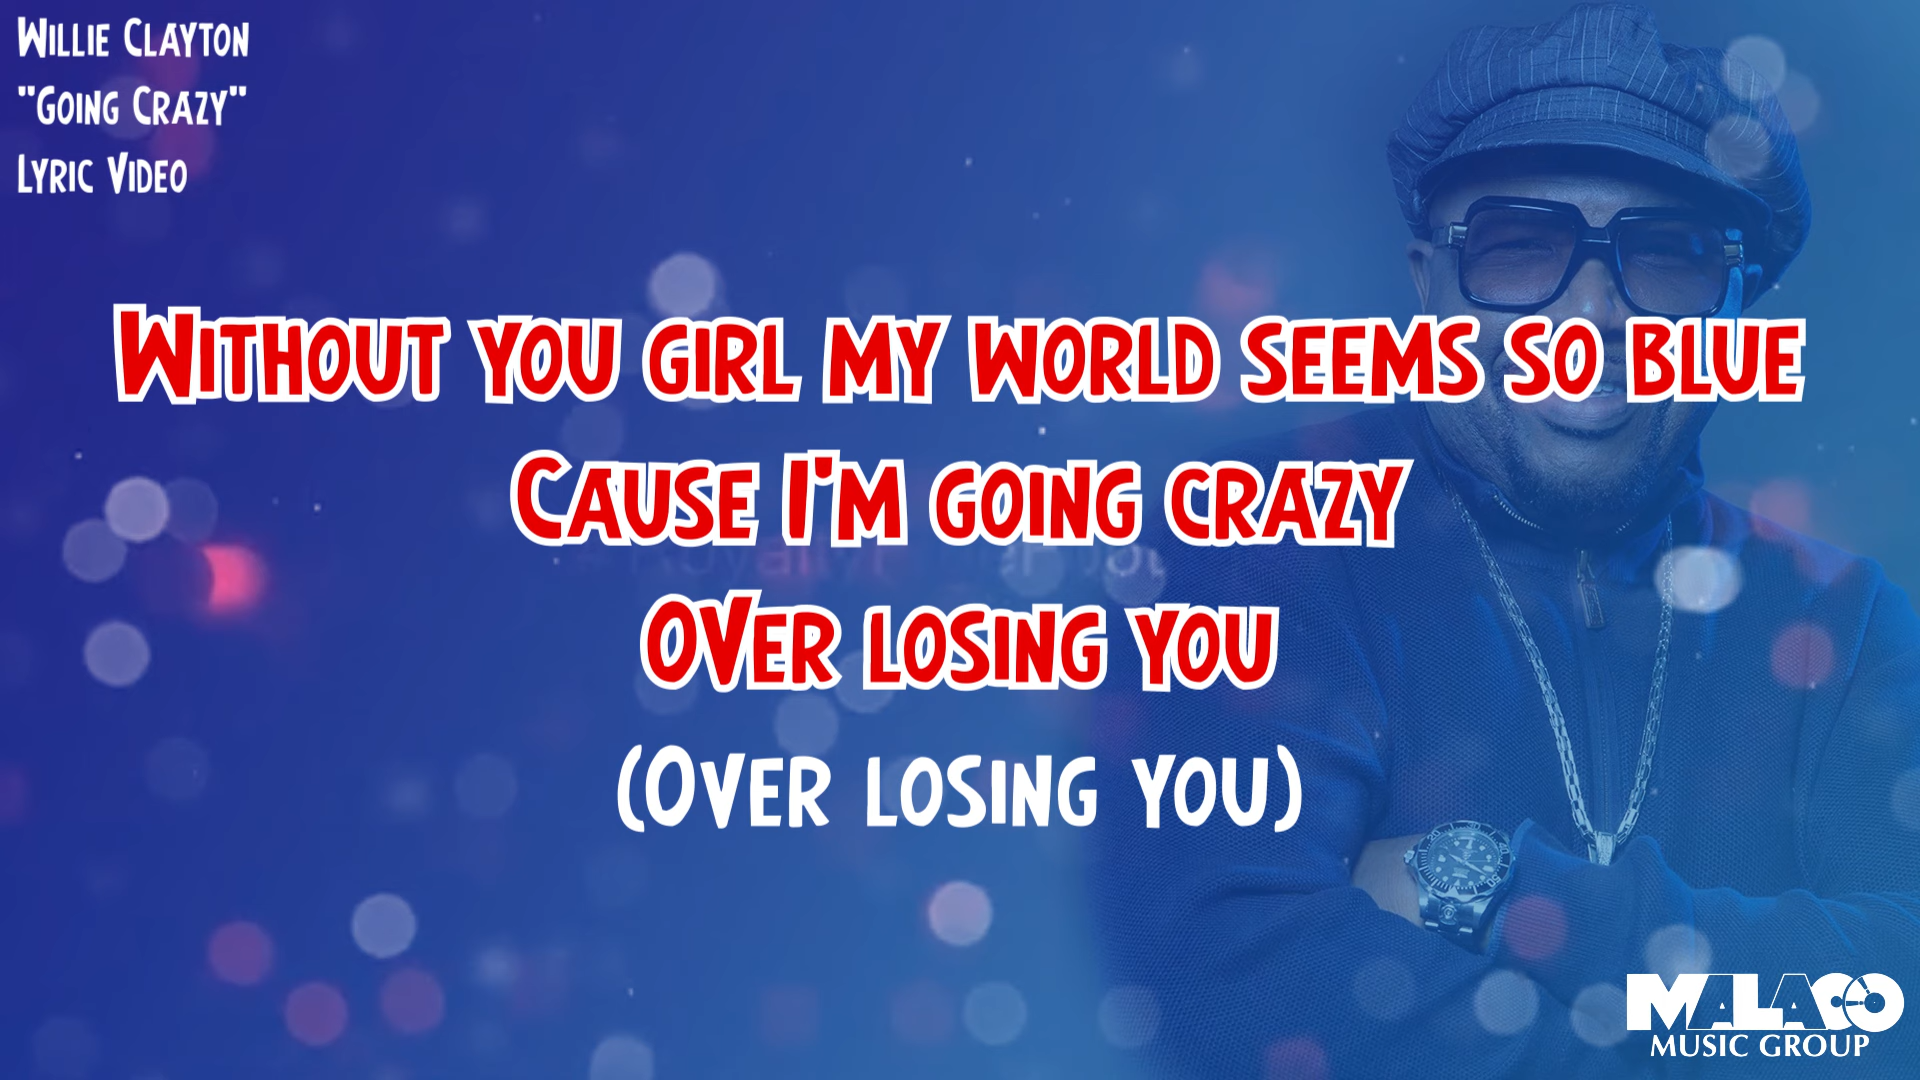 Willie Clayton
"Going Crazy"
Lyric Video
Without you girl my world seems so blue
Cause I'm going crazy
Over losing you
(Over losing you)
MALACO
MUSIC GROUP